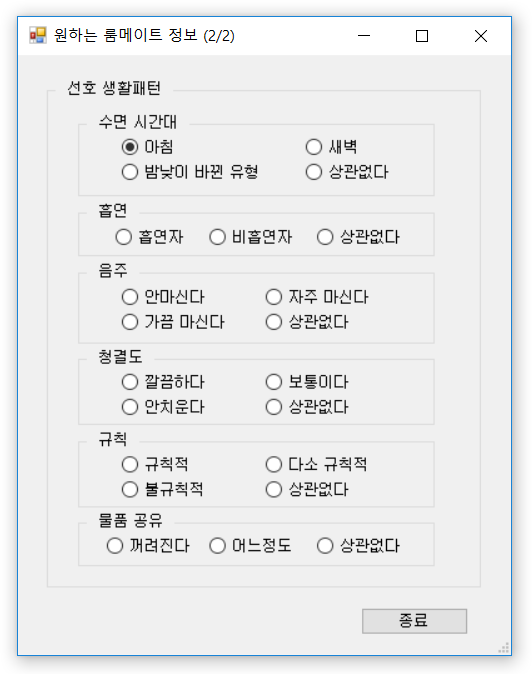 원하는 룸메이트 정보 (2/2)
선호 생활패턴
수면 시간대
아침 새벽
밤낮이 바뀐 유형 상관없다
흡연
흡연자 비흡연자 상관없다
음주
안마신다 자주 마신다
가끔 마신다 상관없다
청결도
깔끔하다 보통이다
안치운다 상관없다
규칙
규칙적 다소 규칙적
불규칙적 상관없다
물품 공유
꺼려진다 어느정도 상관없다
종료